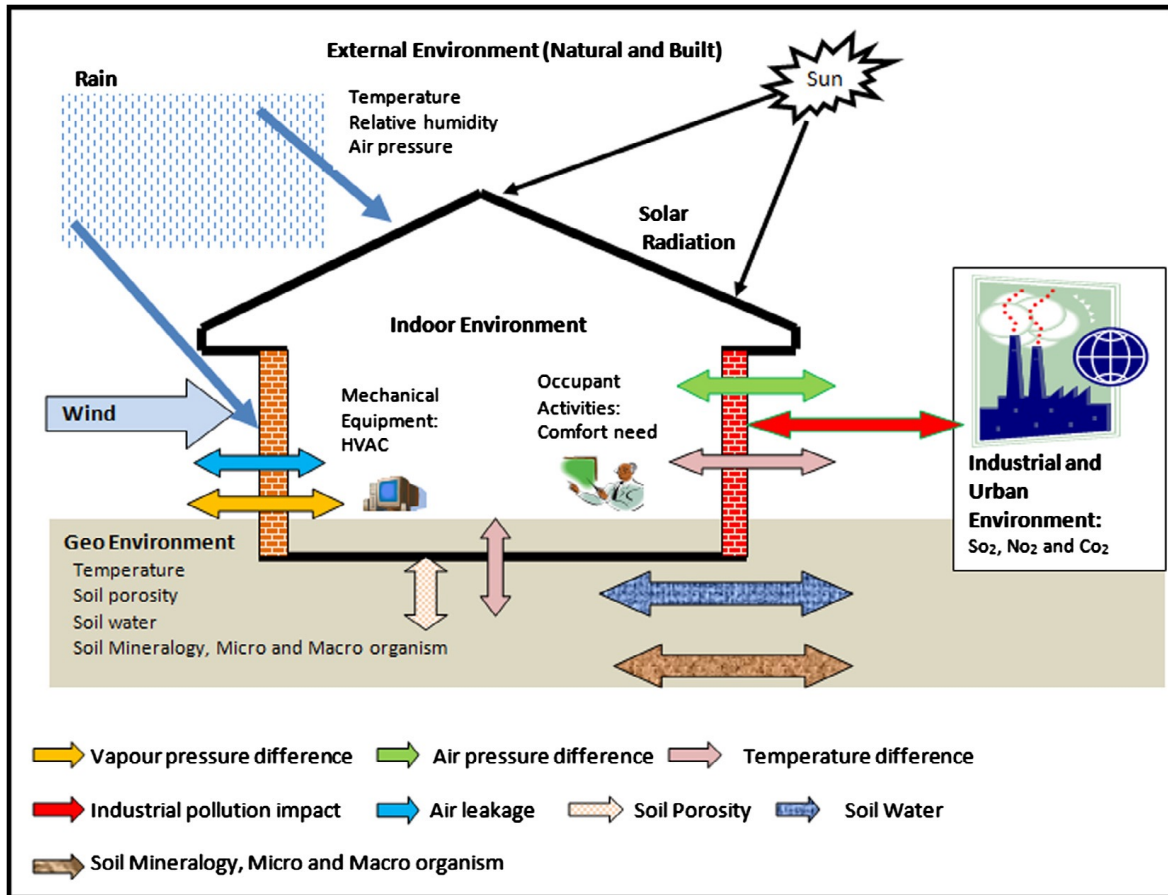 External Environment (Natural and Built)
Rain
Sun
Temperature
Relative humidity
Air pressure
Solar
Radiation
Indoor Environment
Wind
Mechanical
Equipment:
HVAC
Occupant
Activities:
Comfort need
Industrial and
Urban
Environment:
So₂, No₂ and Co₂
Geo Environment
Temperature
Soil porosity
Soil water
Soil Mineralogy, Micro and Macro organism
Vapour pressure difference
Air pressure difference
Temperature difference
Industrial pollution impact
Air leakage
Soil Porosity
Soil Water
Soil Mineralogy, Micro and Macro organism